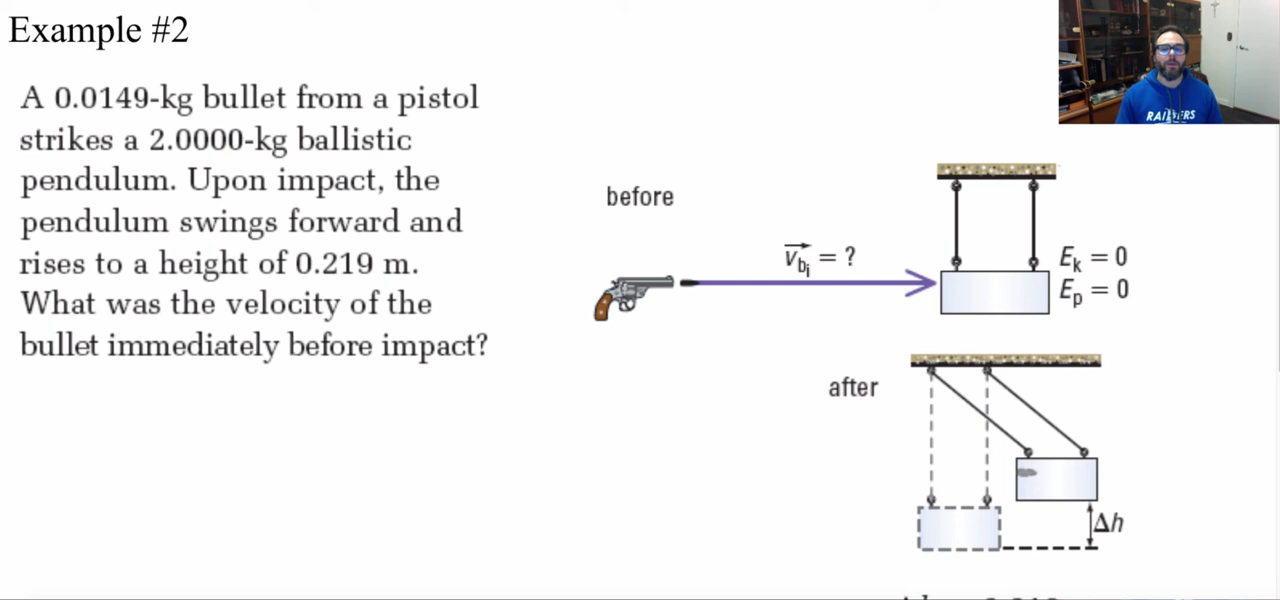 Example #2
A 0.0149-kg bullet from a pistol
strikes a 2.0000-kg ballistic
pendulum. Upon impact, the
pendulum swings forward and
rises to a height of 0.219 m.
What was the velocity of the
bullet immediately before impact?
before
v⃗bᵢ = ?
Eₖ = 0
Eₚ = 0
after
Δh